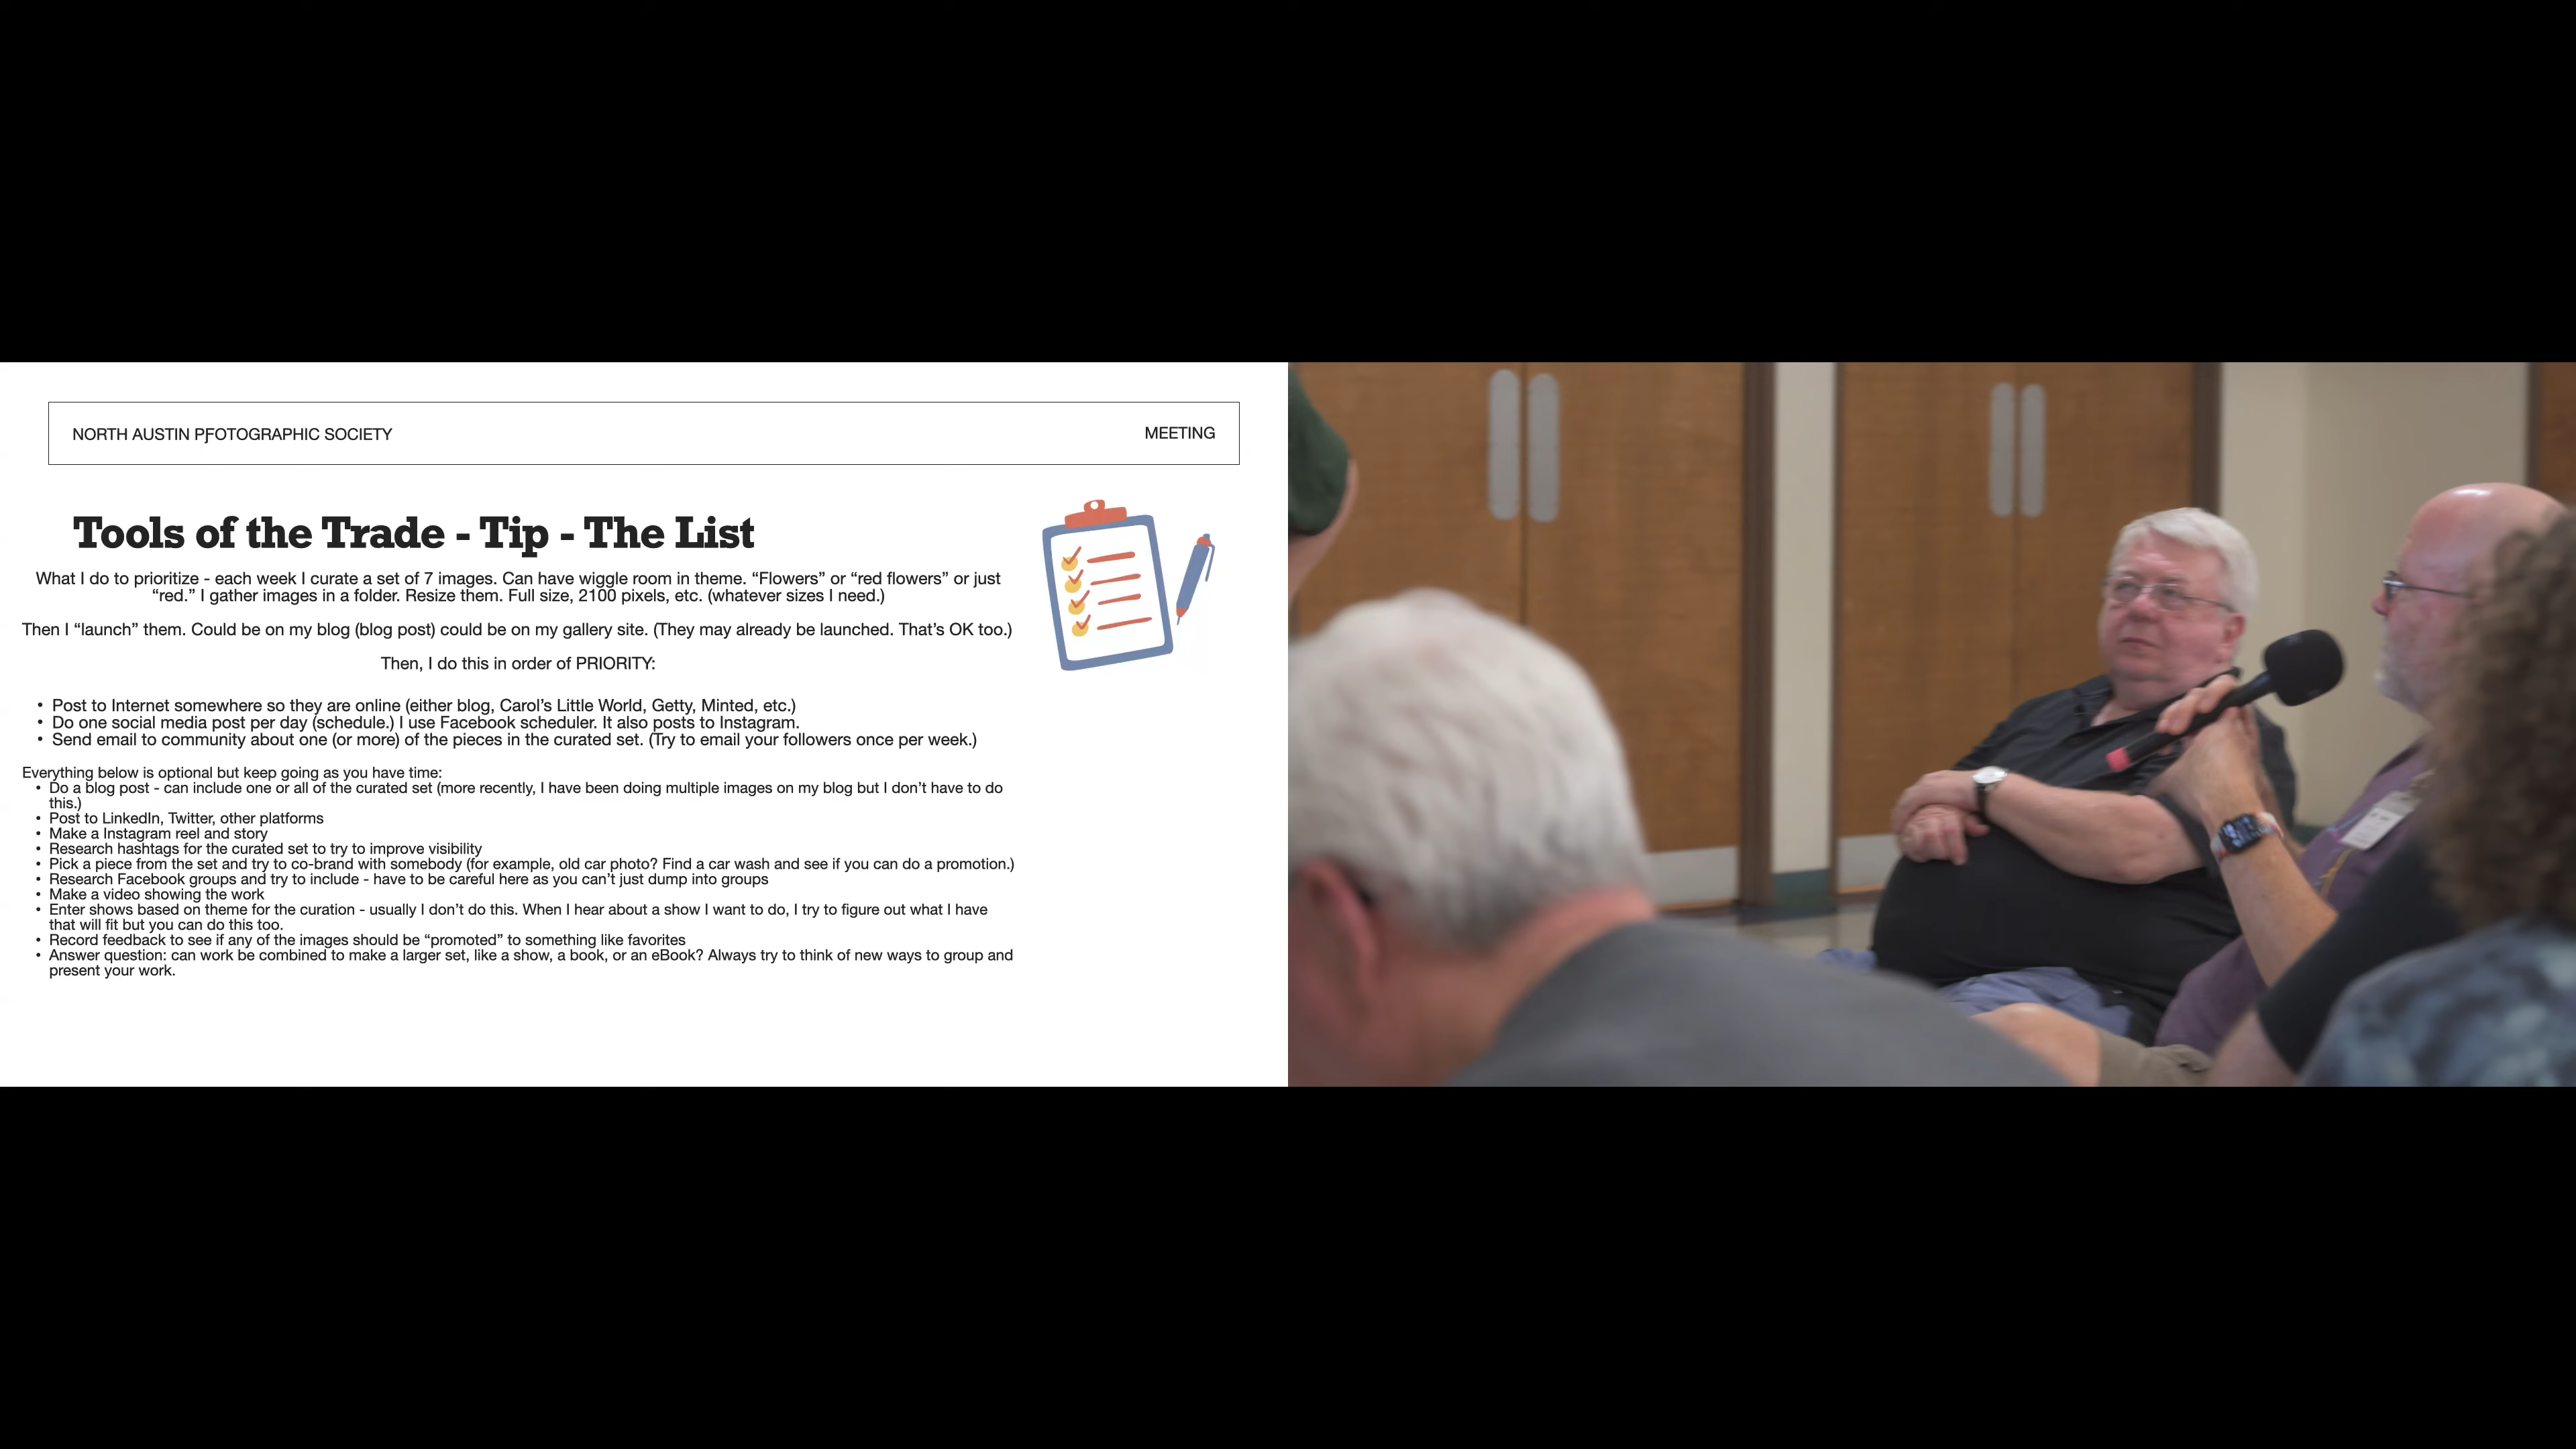 NORTH AUSTIN PƑOTOGRAPHIC SOCIETY
MEETING
Tools of the Trade - Tip - The List
What I do to prioritize - each week I curate a set of 7 images. Can have wiggle room in theme. “Flowers” or “red flowers” or just
“red.” I gather images in a folder. Resize them. Full size, 2100 pixels, etc. (whatever sizes I need.)
Then I “launch” them. Could be on my blog (blog post) could be on my gallery site. (They may already be launched. That’s OK too.)
Then, I do this in order of PRIORITY:
• Post to Internet somewhere so they are online (either blog, Carol’s Little World, Getty, Minted, etc.)
• Do one social media post per day (schedule.) I use Facebook scheduler. It also posts to Instagram.
• Send email to community about one (or more) of the pieces in the curated set. (Try to email your followers once per week.)
Everything below is optional but keep going as you have time:
• Do a blog post - can include one or all of the curated set (more recently, I have been doing multiple images on my blog but I don’t have to do
this.)
• Post to LinkedIn, Twitter, other platforms
• Make a Instagram reel and story
• Research hashtags for the curated set to try to improve visibility
• Pick a piece from the set and try to co-brand with somebody (for example, old car photo? Find a car wash and see if you can do a promotion.)
• Research Facebook groups and try to include - have to be careful here as you can’t just dump into groups
• Make a video showing the work
• Enter shows based on theme for the curation - usually I don’t do this. When I hear about a show I want to do, I try to figure out what I have
that will fit but you can do this too.
• Record feedback to see if any of the images should be “promoted” to something like favorites
• Answer question: can work be combined to make a larger set, like a show, a book, or an eBook? Always try to think of new ways to group and
present your work.